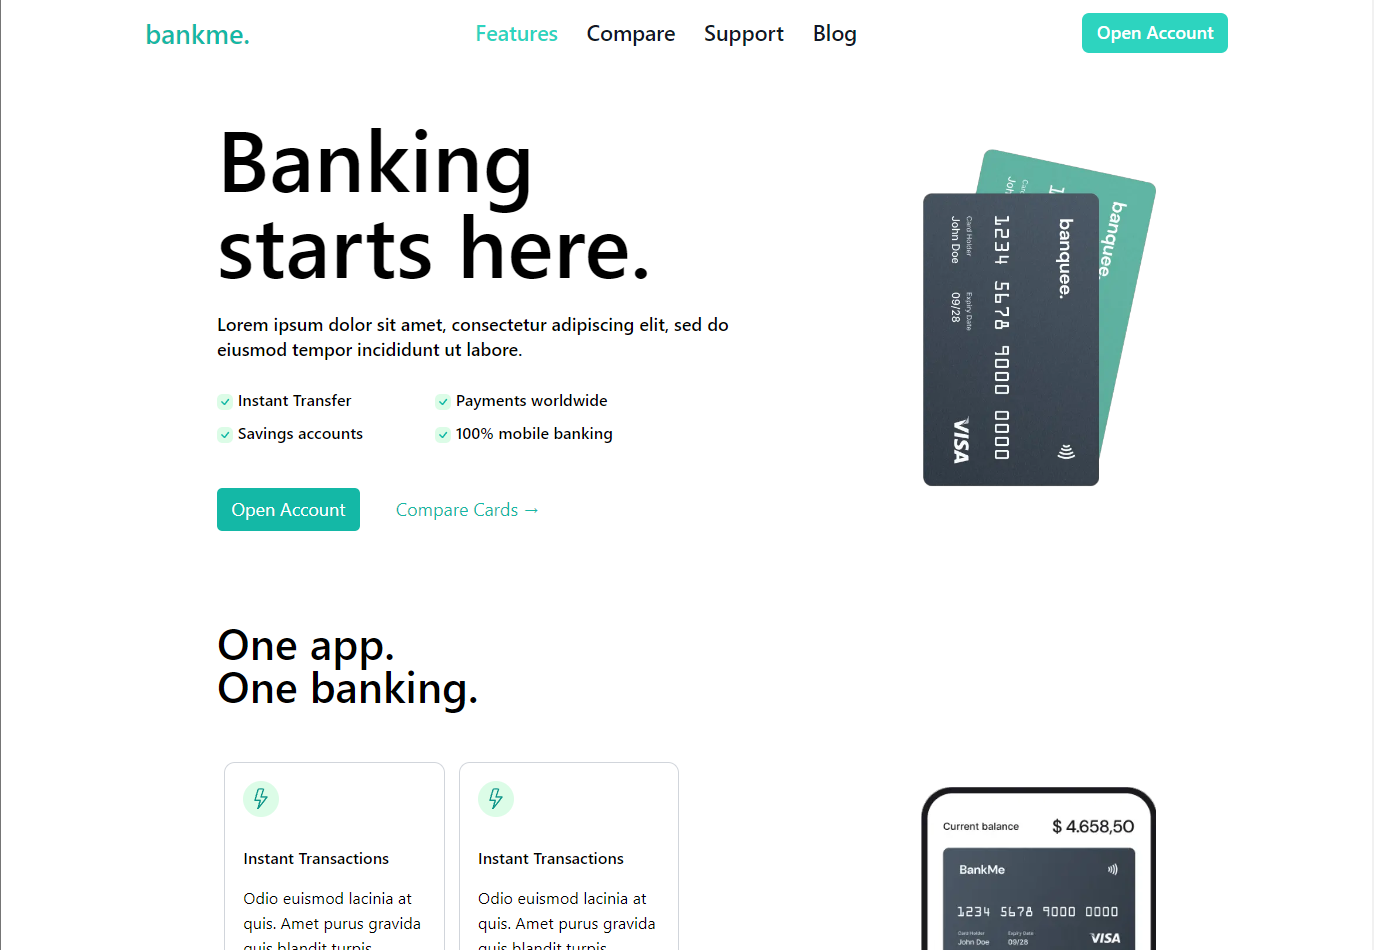 bankme.
Features
Compare
Support
Blog
Open Account
Banking
starts here.
Lorem ipsum dolor sit amet, consectetur adipiscing elit, sed do
eiusmod tempor incididunt ut labore.
Instant Transfer
Payments worldwide
Savings accounts
100% mobile banking
Open Account
Compare Cards →
banquee.
1234 5678 9000 0000
Card Holder
John Doe
Expiry Date
09/28
VISA
banquee.
One app.
One banking.
Instant Transactions
Odio euismod lacinia at
quis. Amet purus gravida
quis blandit turpis
Instant Transactions
Odio euismod lacinia at
quis. Amet purus gravida
quis blandit turpis
Current balance
$ 4.658,50
BankMe
1234 5678 9000 0000
Card Holder
John Doe
Expiry Date
09/28
VISA